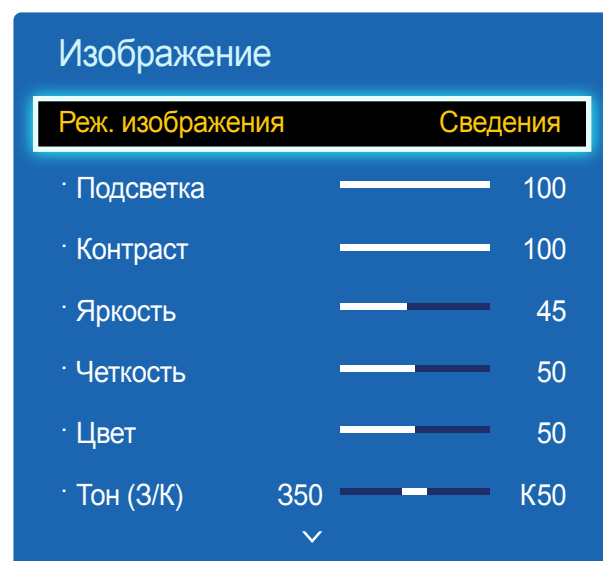 Изображение
Реж. изображения Сведения
· Подсветка 100
· Контраст 100
· Яркость 45
· Четкость 50
· Цвет 50
· Тон (З/К) З50 К50